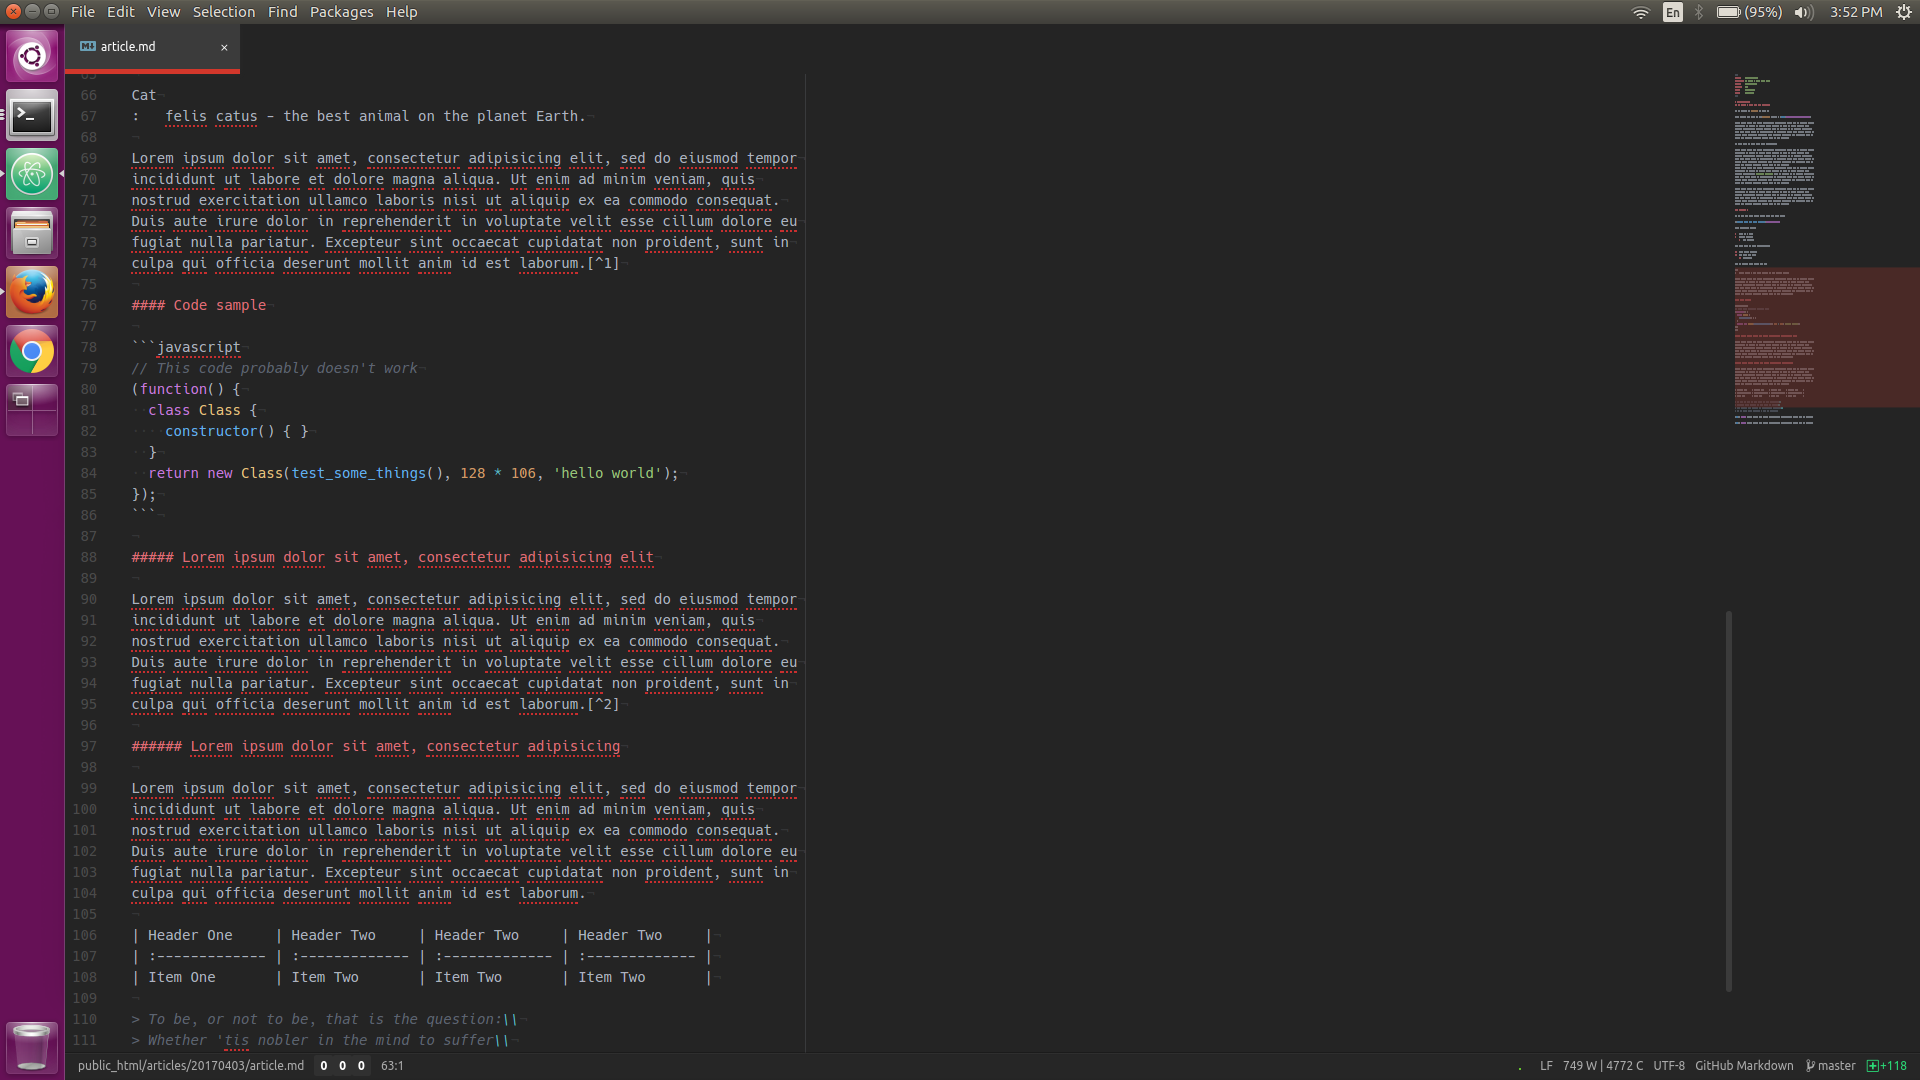 File Edit View Selection Find Packages Help
En (95%) 3:52 PM
article.md ×
65
66 Cat
67 :   felis catus - the best animal on the planet Earth.
68
69 Lorem ipsum dolor sit amet, consectetur adipisicing elit, sed do eiusmod tempor
70 incididunt ut labore et dolore magna aliqua. Ut enim ad minim veniam, quis
71 nostrud exercitation ullamco laboris nisi ut aliquip ex ea commodo consequat.
72 Duis aute irure dolor in reprehenderit in voluptate velit esse cillum dolore eu
73 fugiat nulla pariatur. Excepteur sint occaecat cupidatat non proident, sunt in
74 culpa qui officia deserunt mollit anim id est laborum.[^1]
75
76 #### Code sample
77
78 ```javascript
79 // This code probably doesn't work
80 (function() {
81   class Class {
82     constructor() { }
83   }
84   return new Class(test_some_things(), 128 * 106, 'hello world');
85 });
86 ```
87
88 ##### Lorem ipsum dolor sit amet, consectetur adipisicing elit
89
90 Lorem ipsum dolor sit amet, consectetur adipisicing elit, sed do eiusmod tempor
91 incididunt ut labore et dolore magna aliqua. Ut enim ad minim veniam, quis
92 nostrud exercitation ullamco laboris nisi ut aliquip ex ea commodo consequat.
93 Duis aute irure dolor in reprehenderit in voluptate velit esse cillum dolore eu
94 fugiat nulla pariatur. Excepteur sint occaecat cupidatat non proident, sunt in
95 culpa qui officia deserunt mollit anim id est laborum.[^2]
96
97 ###### Lorem ipsum dolor sit amet, consectetur adipisicing
98
99 Lorem ipsum dolor sit amet, consectetur adipisicing elit, sed do eiusmod tempor
100 incididunt ut labore et dolore magna aliqua. Ut enim ad minim veniam, quis
101 nostrud exercitation ullamco laboris nisi ut aliquip ex ea commodo consequat.
102 Duis aute irure dolor in reprehenderit in voluptate velit esse cillum dolore eu
103 fugiat nulla pariatur. Excepteur sint occaecat cupidatat non proident, sunt in
104 culpa qui officia deserunt mollit anim id est laborum.
105
106 | Header One     | Header Two     | Header Two     | Header Two     |
107 | :------------- | :------------- | :------------- | :------------- |
108 | Item One       | Item Two       | Item Two       | Item Two       |
109
110 > To be, or not to be, that is the question:\\
111 > Whether 'tis nobler in the mind to suffer\\
public_html/articles/20170403/article.md 0 0 0 63:1 . LF 749 W | 4772 C UTF-8 GitHub Markdown master +118